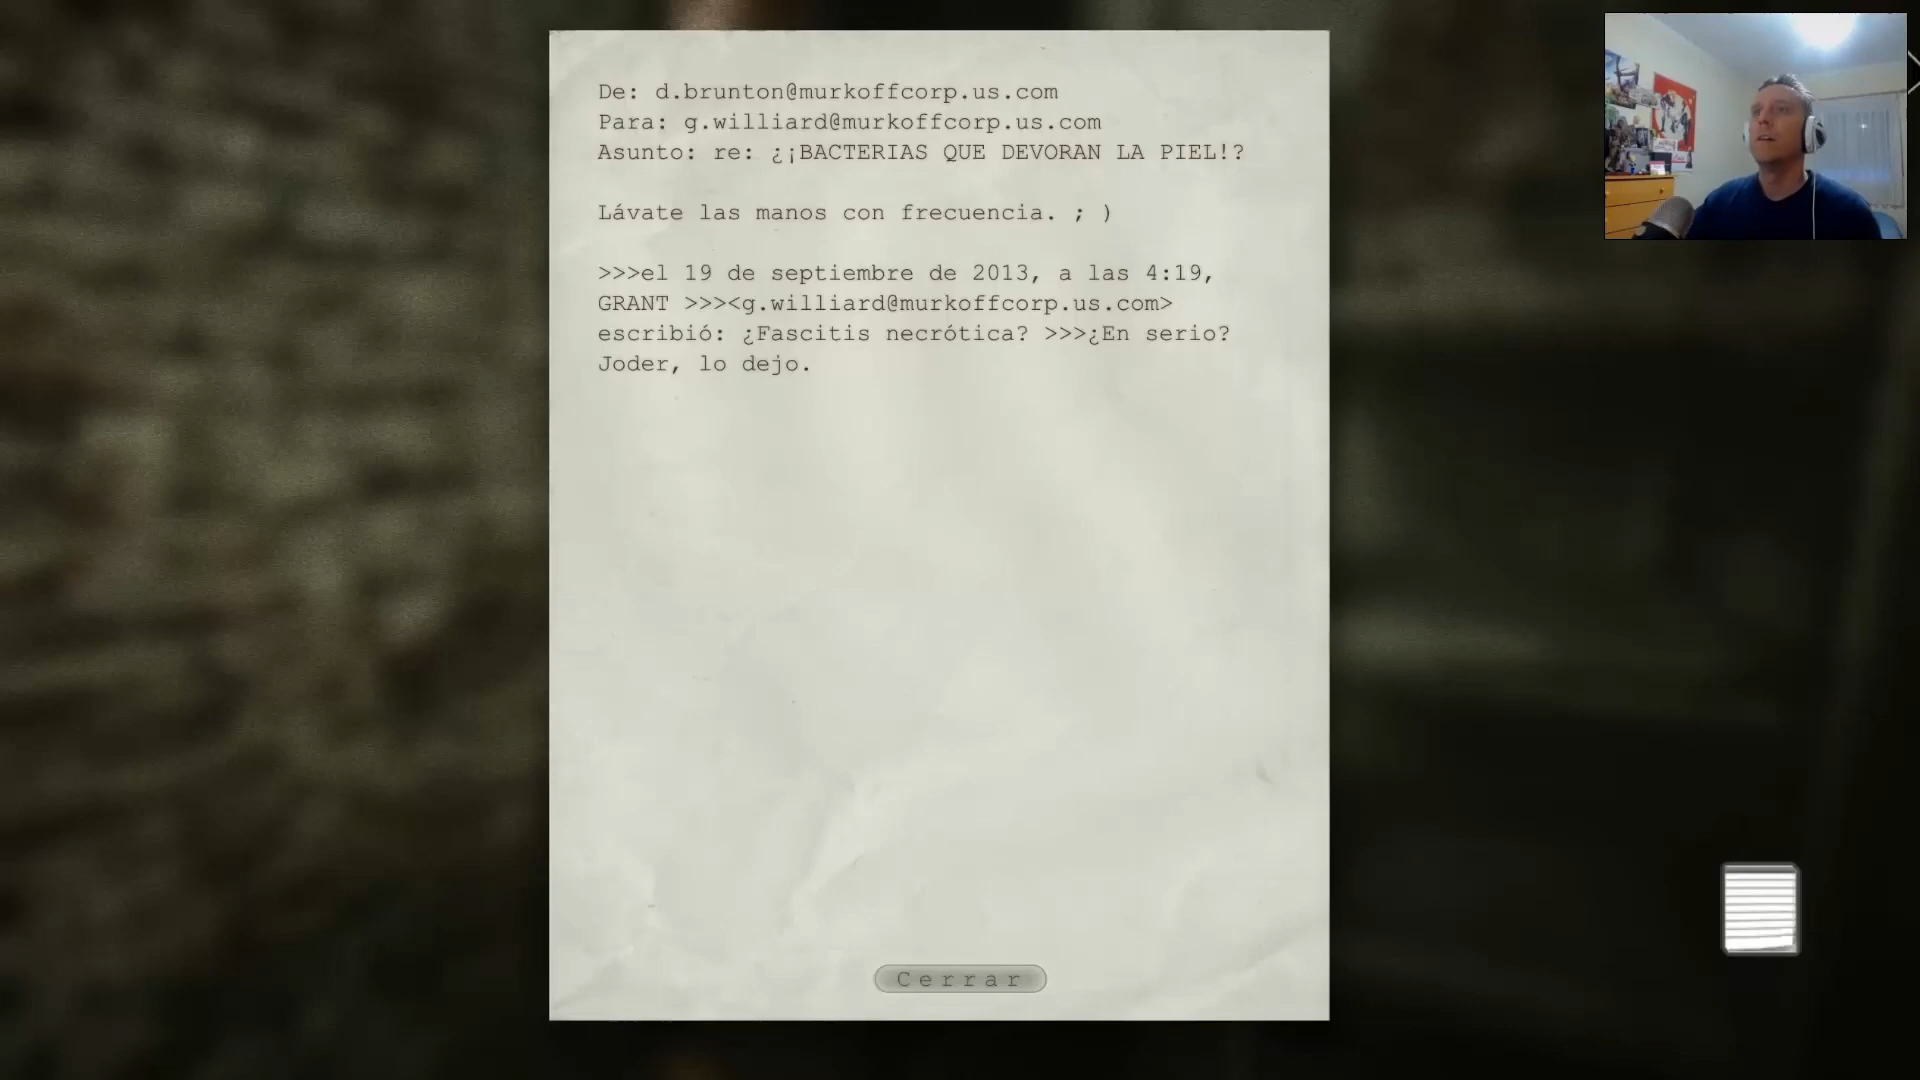 De: d.brunton@murkoffcorp.us.com
Para: g.williard@murkoffcorp.us.com
Asunto: re: ¿¡BACTERIAS QUE DEVORAN LA PIEL!?
Lávate las manos con frecuencia. ; )
>>>el 19 de septiembre de 2013, a las 4:19,
GRANT >>><g.williard@murkoffcorp.us.com>
escribió: ¿Fascitis necrótica? >>>¿En serio?
Joder, lo dejo.
Cerrar